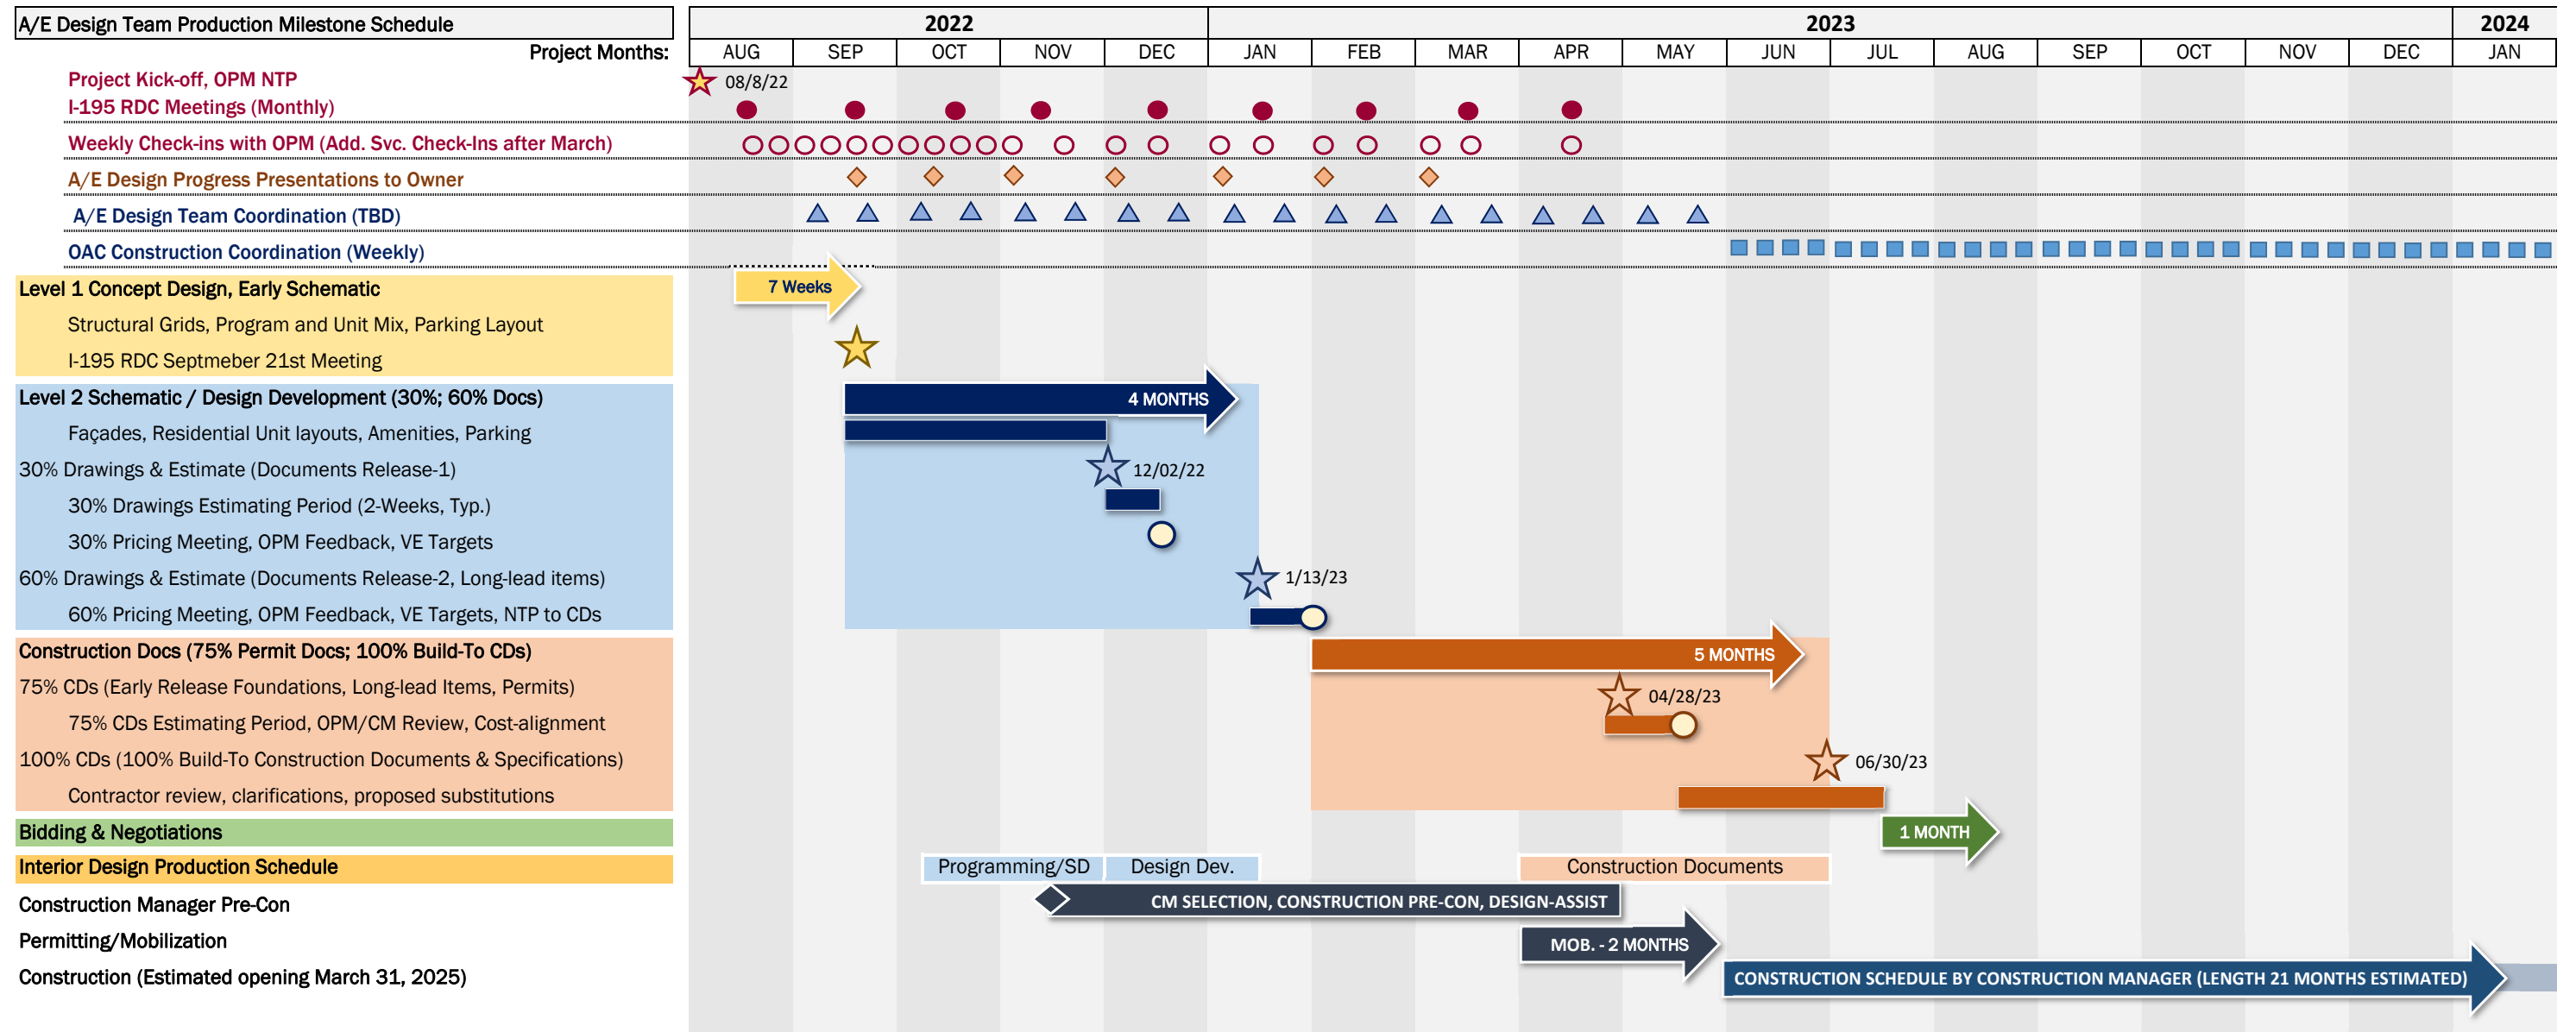 A/E Design Team Production Milestone Schedule
2022
2023
2024
Project Months:
AUG SEP OCT NOV DEC JAN FEB MAR APR MAY JUN JUL AUG SEP OCT NOV DEC JAN
Project Kick-off, OPM NTP
08/8/22
I-195 RDC Meetings (Monthly)
Weekly Check-ins with OPM (Add. Svc. Check-Ins after March)
A/E Design Progress Presentations to Owner
A/E Design Team Coordination (TBD)
OAC Construction Coordination (Weekly)
Level 1 Concept Design, Early Schematic
7 Weeks
Structural Grids, Program and Unit Mix, Parking Layout
I-195 RDC Septmeber 21st Meeting
Level 2 Schematic / Design Development (30%; 60% Docs)
4 MONTHS
Façades, Residential Unit layouts, Amenities, Parking
30% Drawings & Estimate (Documents Release-1)
12/02/22
30% Drawings Estimating Period (2-Weeks, Typ.)
30% Pricing Meeting, OPM Feedback, VE Targets
60% Drawings & Estimate (Documents Release-2, Long-lead items)
1/13/23
60% Pricing Meeting, OPM Feedback, VE Targets, NTP to CDs
Construction Docs (75% Permit Docs; 100% Build-To CDs)
5 MONTHS
75% CDs (Early Release Foundations, Long-lead Items, Permits)
04/28/23
75% CDs Estimating Period, OPM/CM Review, Cost-alignment
100% CDs (100% Build-To Construction Documents & Specifications)
06/30/23
Contractor review, clarifications, proposed substitutions
Bidding & Negotiations
1 MONTH
Interior Design Production Schedule
Programming/SD
Design Dev.
Construction Documents
Construction Manager Pre-Con
CM SELECTION, CONSTRUCTION PRE-CON, DESIGN-ASSIST
Permitting/Mobilization
MOB. - 2 MONTHS
Construction (Estimated opening March 31, 2025)
CONSTRUCTION SCHEDULE BY CONSTRUCTION MANAGER (LENGTH 21 MONTHS ESTIMATED)